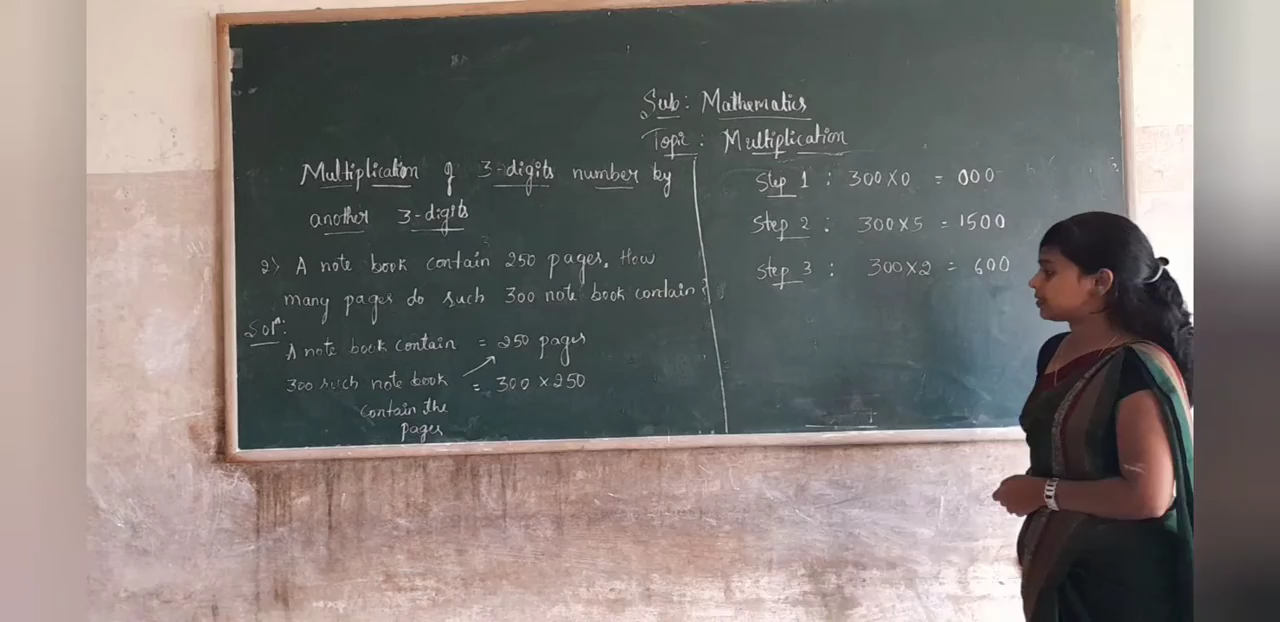 Sub: Mathematics
Topic: Multiplication
Multiplication of 3-digits number by
another 3-digits
2) A note book contain 250 pages. How
many pages do such 300 note book contain?
Soln:
A note book contain = 250 pages
300 such note book = 300 × 250
contain the
pages
Step 1 : 300×0 = 000
Step 2 : 300×5 = 1500
Step 3 : 300×2 = 600